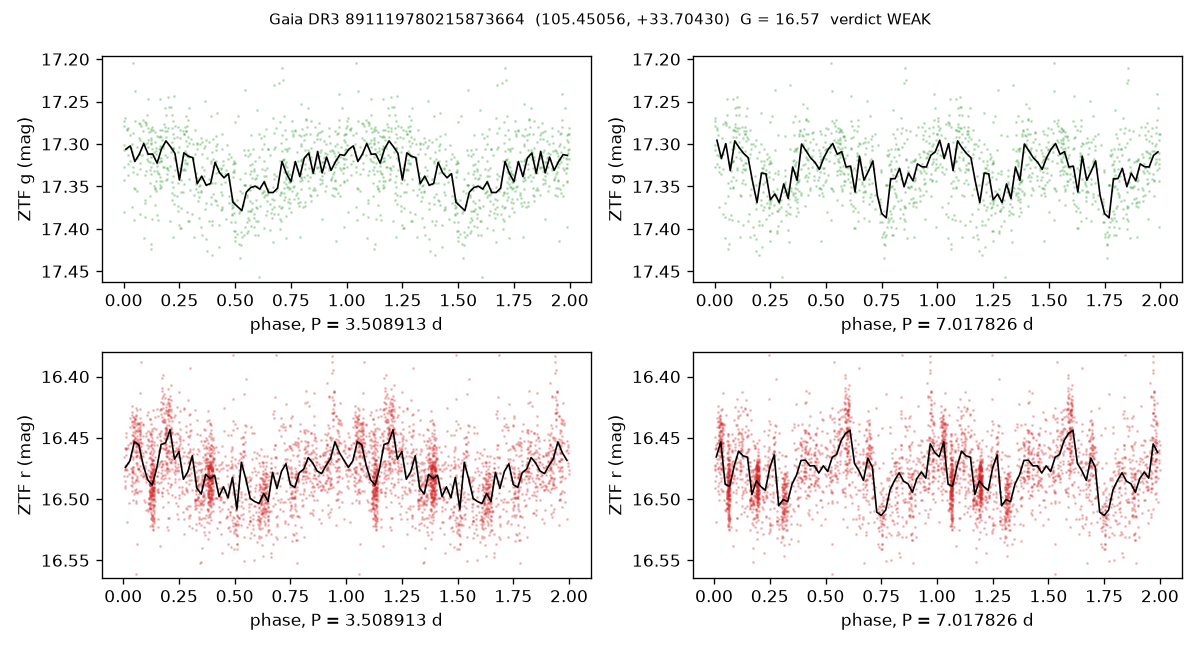 Gaia DR3 891119780215873664  (105.45056, +33.70430)  G = 16.57  verdict WEAK
ZTF g (mag)
17.20
17.25
17.30
17.35
17.40
17.45
0.00 0.25 0.50 0.75 1.00 1.25 1.50 1.75 2.00
phase, P = 3.508913 d
ZTF g (mag)
17.20
17.25
17.30
17.35
17.40
17.45
0.00 0.25 0.50 0.75 1.00 1.25 1.50 1.75 2.00
phase, P = 7.017826 d
ZTF r (mag)
16.40
16.45
16.50
16.55
0.00 0.25 0.50 0.75 1.00 1.25 1.50 1.75 2.00
phase, P = 3.508913 d
ZTF r (mag)
16.40
16.45
16.50
16.55
0.00 0.25 0.50 0.75 1.00 1.25 1.50 1.75 2.00
phase, P = 7.017826 d